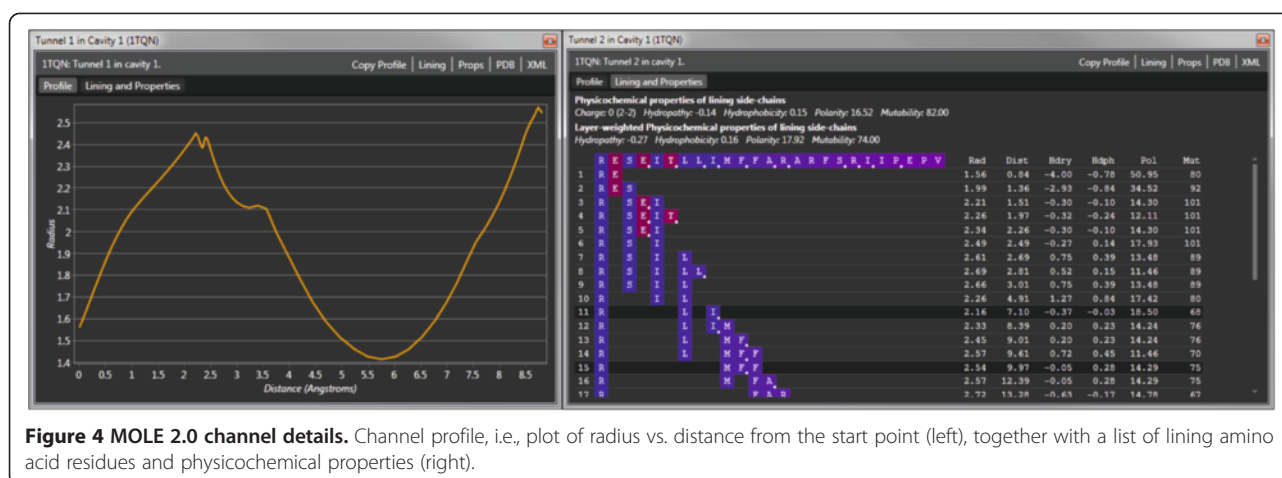 Tunnel 1 in Cavity 1 (1TQN)
1TQN: Tunnel 1 in cavity 1.
Copy Profile | Lining | Props | PDB | XML
Profile Lining and Properties
Radius
2.5
2.4
2.3
2.2
2.1
2
1.9
1.8
1.7
1.6
1.5
1.4
0 0.5 1 1.5 2 2.5 3 3.5 4 4.5 5 5.5 6 6.5 7 7.5 8 8.5
Distance (Angstroms)
Tunnel 2 in Cavity 1 (1TQN)
1TQN: Tunnel 2 in cavity 1.
Copy Profile | Lining | Props | PDB | XML
Profile Lining and Properties
Physicochemical properties of lining side-chains
Charge: 0 (2-2) Hydropathy: -0.14 Hydrophobicity: 0.15 Polarity: 16.52 Mutability: 82.00
Layer-weighted Physicochemical properties of lining side-chains
Hydropathy: -0.27 Hydrophobicity: 0.16 Polarity: 17.92 Mutability: 74.00
R E S E I T L L I M F F A R A R F S R I I P E P V Rad Dist Hdry Hdph Pol Mut
1 R E 1.56 0.84 -4.00 -0.78 50.95 80
2 R E S 1.99 1.36 -2.93 -0.84 34.52 92
3 R S E I 2.21 1.51 -0.30 -0.10 14.30 101
4 R S E I T 2.26 1.97 -0.32 -0.24 12.11 101
5 R S E I 2.34 2.26 -0.30 -0.10 14.30 101
6 R S I 2.49 2.49 -0.27 0.14 17.93 101
7 R S I L 2.61 2.69 0.75 0.39 13.48 89
8 R S I L L 2.69 2.81 0.52 0.15 11.46 89
9 R S I L 2.66 3.01 0.75 0.39 13.48 89
10 R I L 2.26 4.91 1.27 0.84 17.42 80
11 R L I 2.16 7.10 -0.37 -0.03 18.50 68
12 R L I M 2.33 8.39 0.20 0.23 14.24 76
13 R L M F 2.45 9.01 0.20 0.23 14.24 76
14 R L M F F 2.57 9.61 0.72 0.45 11.46 70
15 R M F F 2.54 9.97 -0.05 0.28 14.29 75
16 R M F A 2.57 12.39 -0.05 0.28 14.29 75
17 R F A R 2.72 13.28 -0.63 -0.17 14.78 67
Figure 4 MOLE 2.0 channel details. Channel profile, i.e., plot of radius vs. distance from the start point (left), together with a list of lining amino
acid residues and physicochemical properties (right).